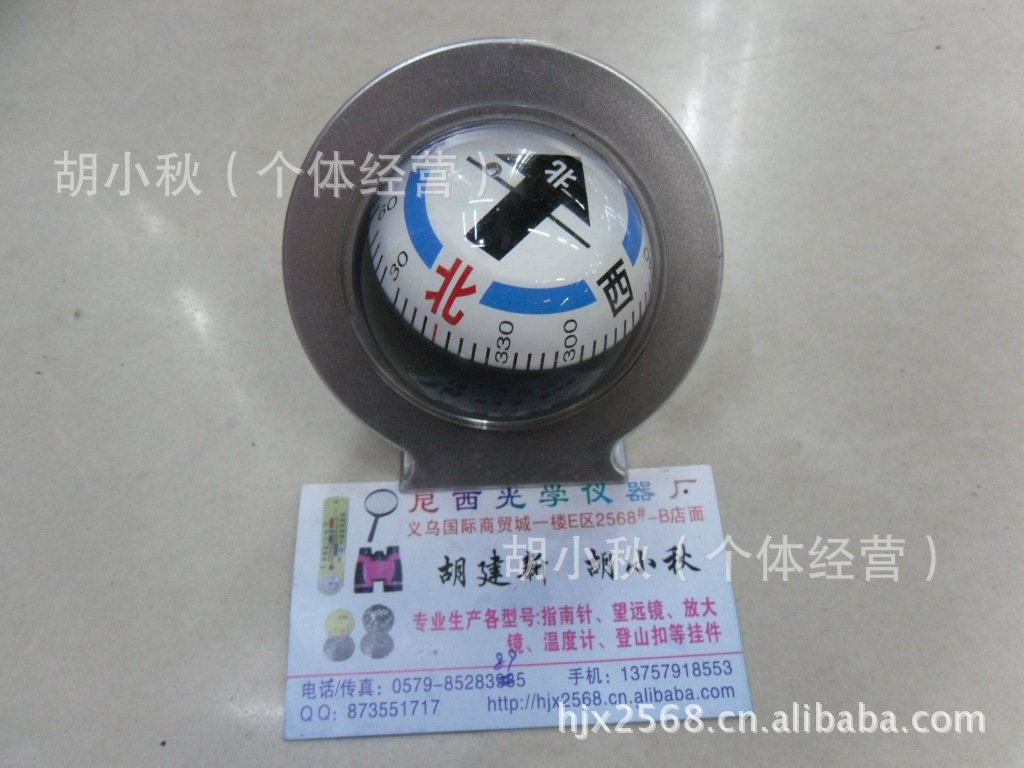 胡小秋（个体经营）
北
60
30
北
西
330
300
尼西光学仪器厂
义乌国际商贸城一楼E区2568#-B店面
胡小秋（个体经营）
胡建 胡小秋
专业生产各型号:指南针、望远镜、放大
镜、温度计、登山扣等挂件
89
电话/传真：0579-85283985 手机：13757918553
QQ：873551717 http://hjx2568.cn.alibaba.com
hjx2568.cn.alibaba.com